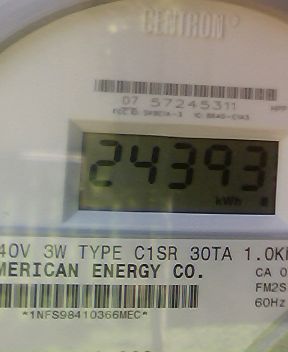 CENTRON®
07 57245311
24393
kWh
40V 3W TYPE C1SR 30TA 1.0K
MERICAN ENERGY CO.
CA 0
FM2S
60Hz
*1NFS98410366MEC*